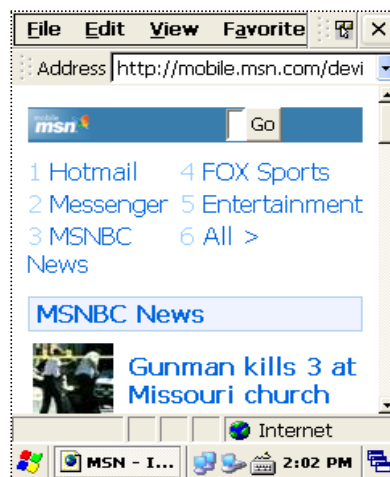 File Edit View Favorite
Address http://mobile.msn.com/devi
mobile
msn Go
1 Hotmail 4 FOX Sports
2 Messenger 5 Entertainment
3 MSNBC 6 All >
News
MSNBC News
Gunman kills 3 at
Missouri church
Internet
MSN - I... 2:02 PM